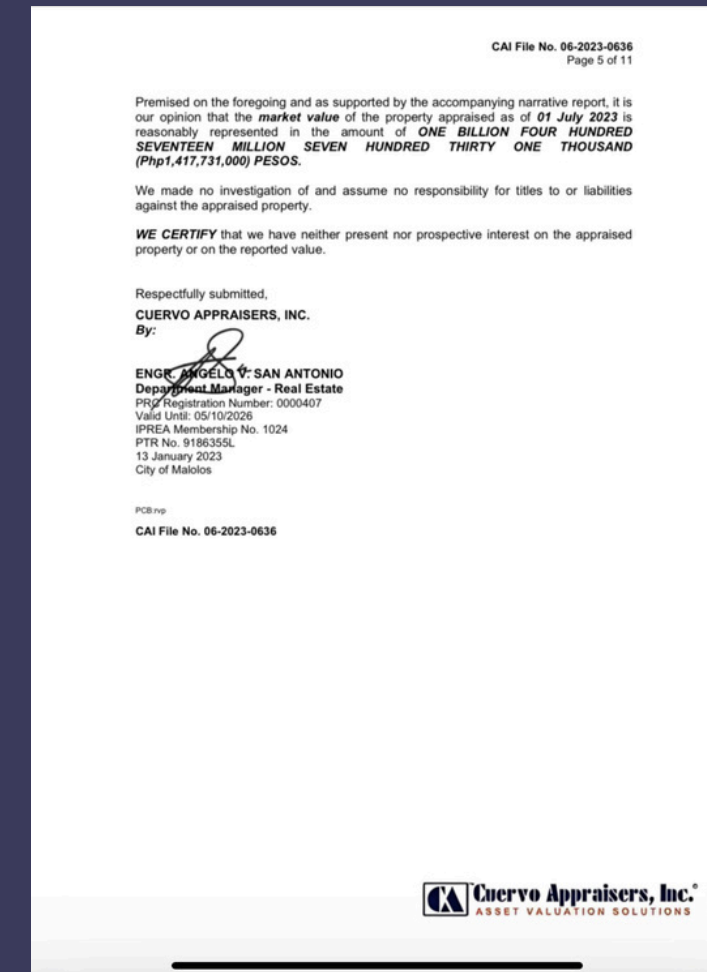 CAI File No. 06-2023-0636
Page 5 of 11
Premised on the foregoing and as supported by the accompanying narrative report, it is
our opinion that the market value of the property appraised as of 01 July 2023 is
reasonably represented in the amount of ONE BILLION FOUR HUNDRED
SEVENTEEN MILLION SEVEN HUNDRED THIRTY ONE THOUSAND
(Php1,417,731,000) PESOS.
We made no investigation of and assume no responsibility for titles to or liabilities
against the appraised property.
WE CERTIFY that we have neither present nor prospective interest on the appraised
property or on the reported value.
Respectfully submitted,
CUERVO APPRAISERS, INC.
By:
ENGR. ANGELO V. SAN ANTONIO
Department Manager - Real Estate
PRC Registration Number: 0000407
Valid Until: 05/10/2026
IPREA Membership No. 1024
PTR No. 9186355L
13 January 2023
City of Malolos
PCB:rvp
CAI File No. 06-2023-0636
CA Cuervo Appraisers, Inc.®
ASSET VALUATION SOLUTIONS